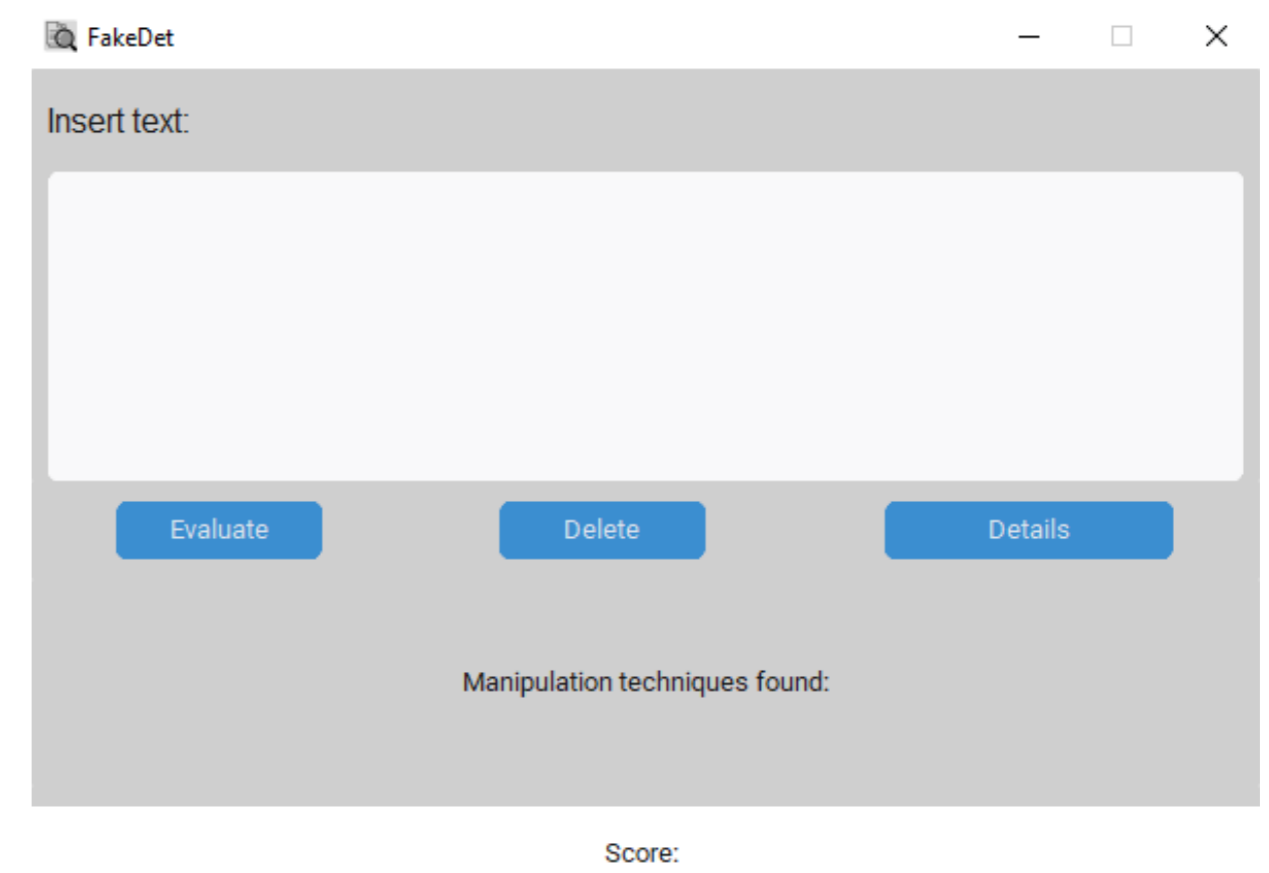 FakeDet
Insert text:
Evaluate Delete Details
Manipulation techniques found:
Score: